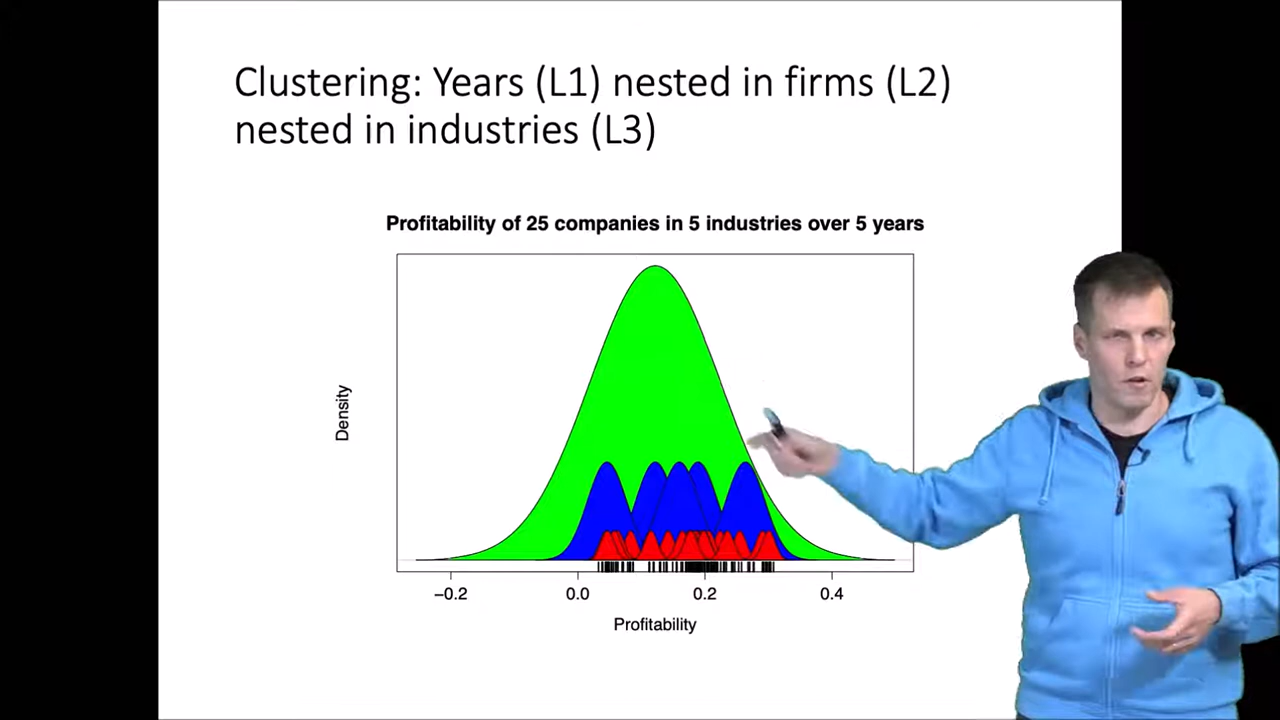 Clustering: Years (L1) nested in firms (L2)
nested in industries (L3)
Profitability of 25 companies in 5 industries over 5 years
Density
−0.2 0.0 0.2 0.4
Profitability